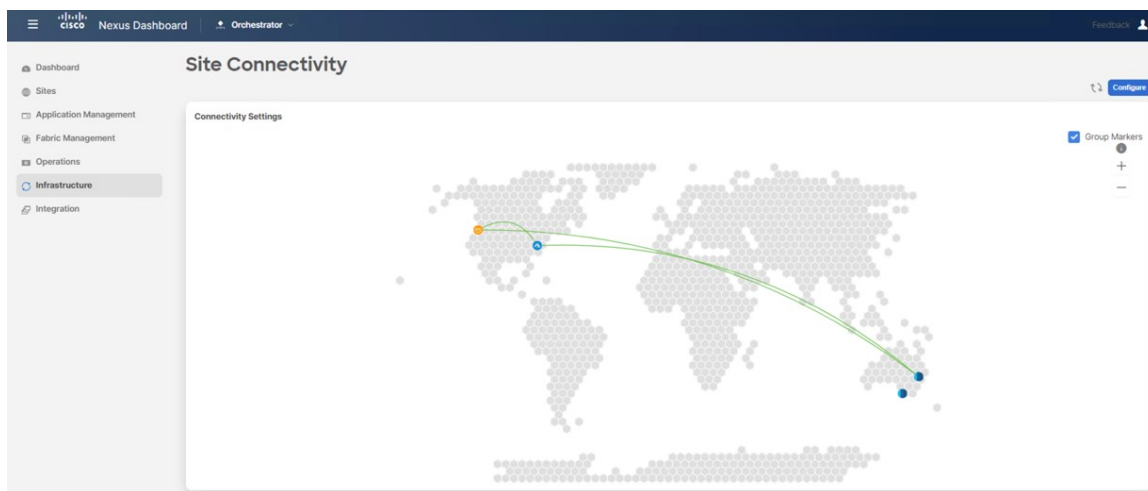 cisco Nexus Dashboard Orchestrator Feedback
Dashboard
Sites
Application Management
Fabric Management
Operations
Infrastructure
Integration
Site Connectivity
Configure
Connectivity Settings
Group Markers